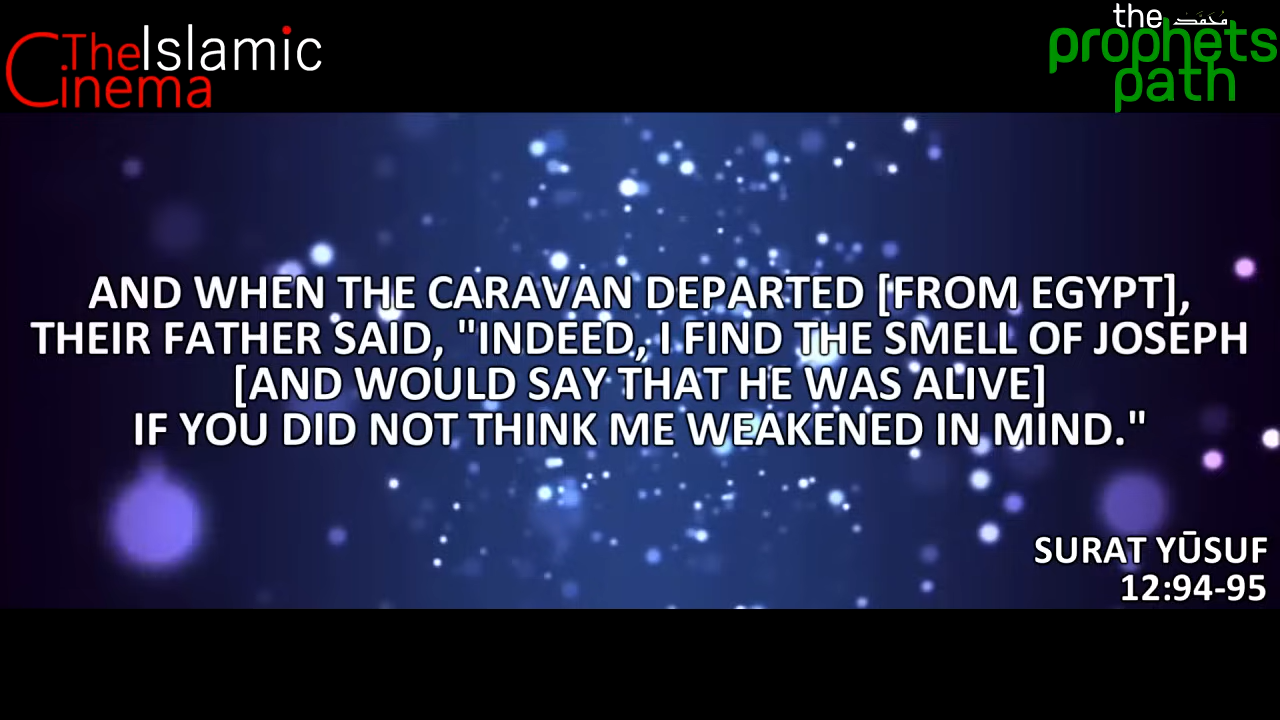 The Islamic
Cinema
the مُحَمَّد
prophets
path
AND WHEN THE CARAVAN DEPARTED [FROM EGYPT],
THEIR FATHER SAID, "INDEED, I FIND THE SMELL OF JOSEPH
[AND WOULD SAY THAT HE WAS ALIVE]
IF YOU DID NOT THINK ME WEAKENED IN MIND."
SURAT YŪSUF
12:94-95